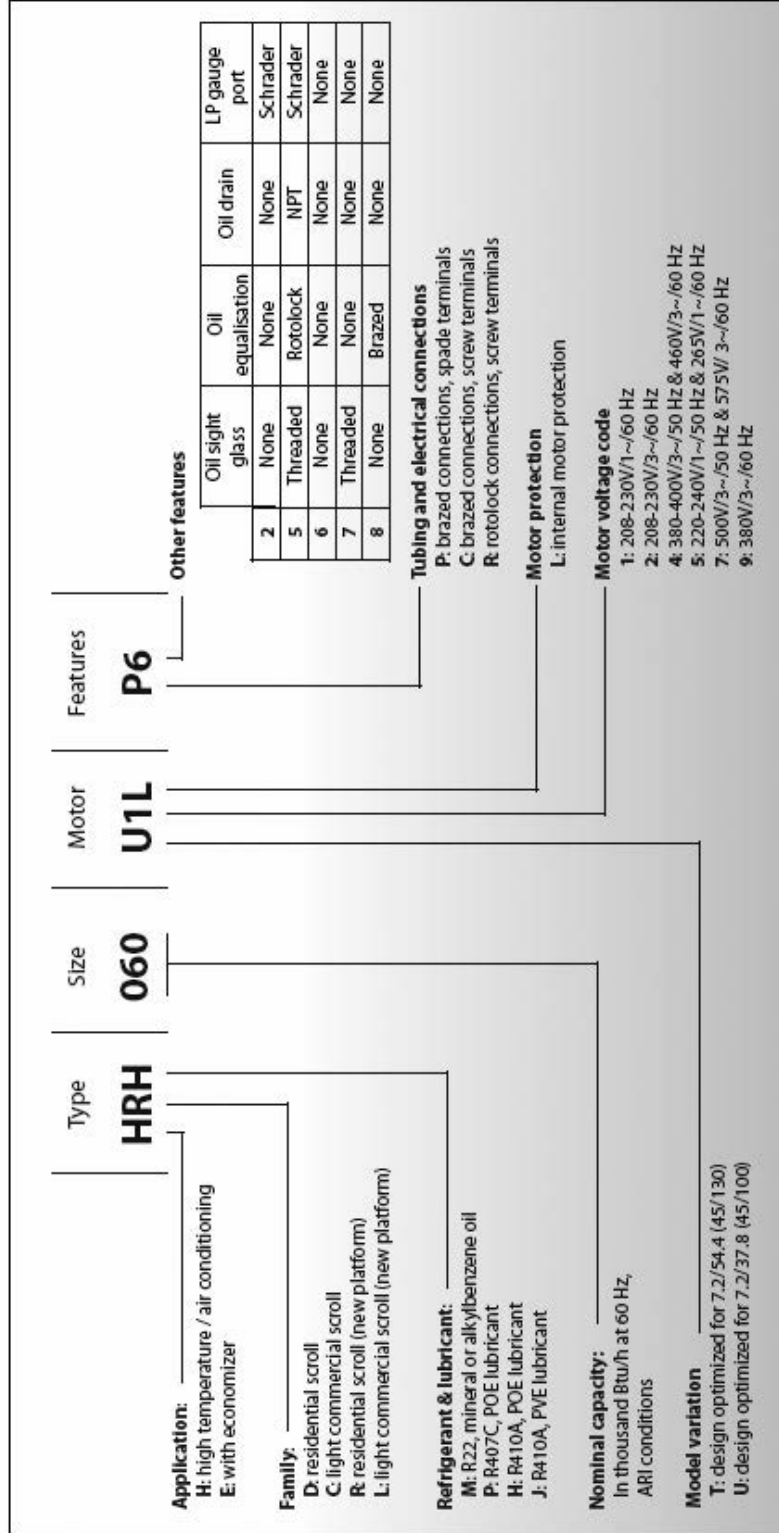 Type Size Motor Features
HRH 060 U1L P6
Application:
H: high temperature / air conditioning
E: with economizer
Family:
D: residential scroll
C: light commercial scroll
R: residential scroll (new platform)
L: light commercial scroll (new platform)
Refrigerant & lubricant:
M: R22, mineral or alkylbenzene oil
P: R407C, POE lubricant
H: R410A, POE lubricant
J: R410A, PVE lubricant
Nominal capacity:
In thousand Btu/h at 60 Hz,
ARI conditions
Model variation
T: design optimized for 7.2/54.4 (45/130)
U: design optimized for 7.2/37.8 (45/100)
Other features
Oil sight glass Oil equalisation Oil drain LP gauge port
2 None None None Schrader
5 Threaded Rotolock NPT Schrader
6 None None None None
7 Threaded None None None
8 None Brazed None None
Tubing and electrical connections
P: brazed connections, spade terminals
C: brazed connections, screw terminals
R: rotolock connections, screw terminals
Motor protection
L: internal motor protection
Motor voltage code
1: 208-230V/1~/60 Hz
2: 208-230V/3~/60 Hz
4: 380-400V/3~/50 Hz & 460V/3~/60 Hz
5: 220-240V/1~/50 Hz & 265V/1~/60 Hz
7: 500V/3~/50 Hz & 575V/ 3~/60 Hz
9: 380V/3~/60 Hz